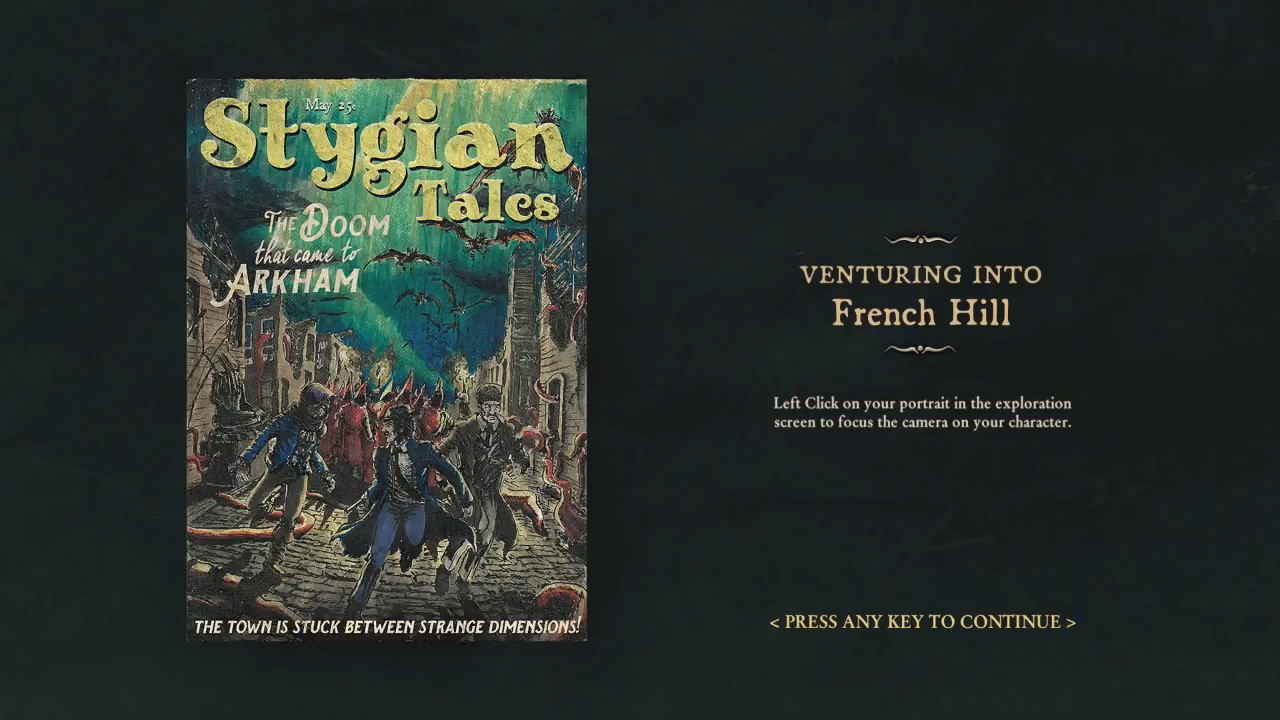 May 25¢
Stygian
Tales
The Doom
that came to
Arkham
THE TOWN IS STUCK BETWEEN STRANGE DIMENSIONS!
VENTURING INTO
French Hill
Left Click on your portrait in the exploration
screen to focus the camera on your character.
< PRESS ANY KEY TO CONTINUE >